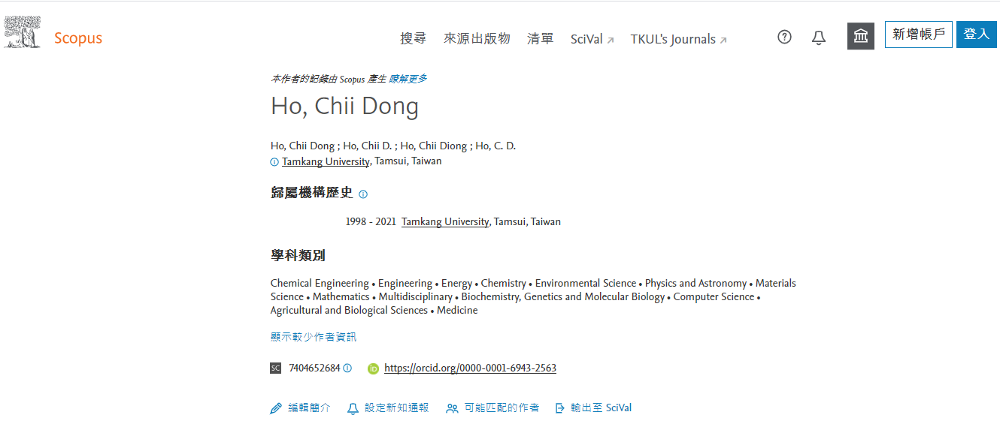 Scopus
搜尋 來源出版物 清單 SciVal ↗ TKUL's Journals ↗ 新增帳戶 登入
本作者的記錄由 Scopus 產生 瞭解更多
Ho, Chii Dong
Ho, Chii Dong ; Ho, Chii D. ; Ho, Chii Diong ; Ho, C. D.
Tamkang University, Tamsui, Taiwan
歸屬機構歷史
1998 - 2021 Tamkang University, Tamsui, Taiwan
學科類別
Chemical Engineering • Engineering • Energy • Chemistry • Environmental Science • Physics and Astronomy • Materials
Science • Mathematics • Multidisciplinary • Biochemistry, Genetics and Molecular Biology • Computer Science •
Agricultural and Biological Sciences • Medicine
顯示較少作者資訊
SC 7404652684 iD https://orcid.org/0000-0001-6943-2563
編輯簡介 設定新知通報 可能匹配的作者 輸出至 SciVal